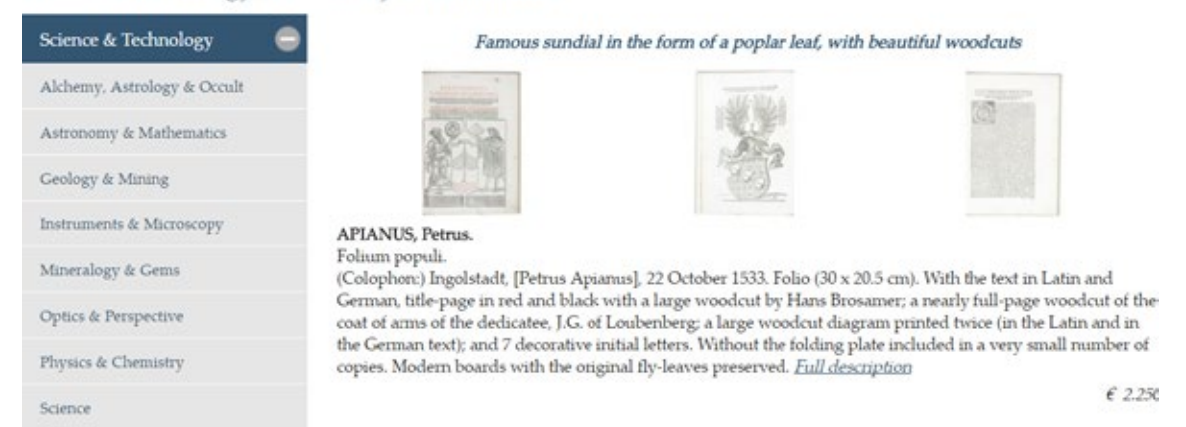 Science & Technology
Alchemy, Astrology & Occult
Astronomy & Mathematics
Geology & Mining
Instruments & Microscopy
Mineralogy & Gems
Optics & Perspective
Physics & Chemistry
Science
Famous sundial in the form of a poplar leaf, with beautiful woodcuts
APIANUS, Petrus.
Folium populi.
(Colophon:) Ingolstadt, [Petrus Apianus], 22 October 1533. Folio (30 x 20.5 cm). With the text in Latin and
German, title-page in red and black with a large woodcut by Hans Brosamer; a nearly full-page woodcut of the
coat of arms of the dedicatee, J.G. of Loubenberg; a large woodcut diagram printed twice (in the Latin and in
the German text); and 7 decorative initial letters. Without the folding plate included in a very small number of
copies. Modern boards with the original fly-leaves preserved. Full description
€ 2.250